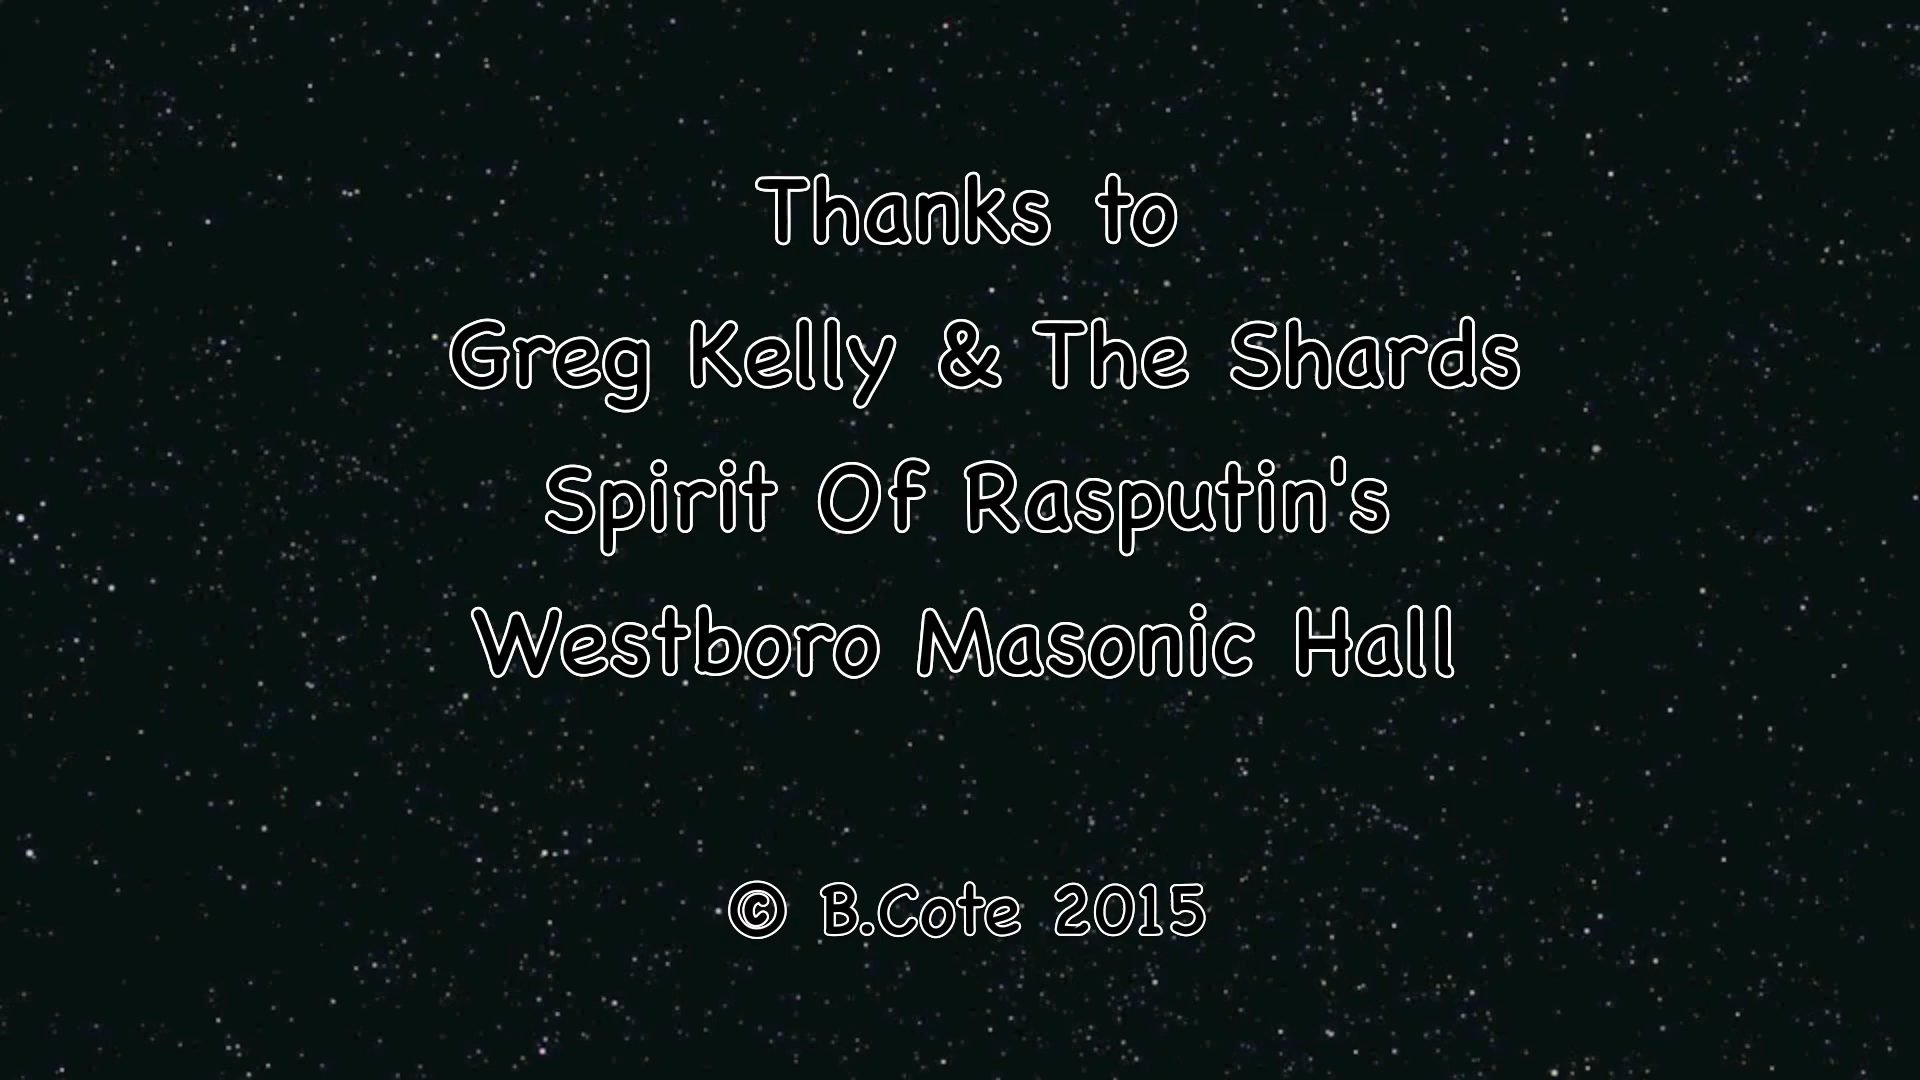 Thanks to
Greg Kelly & The Shards
Spirit Of Rasputin's
Westboro Masonic Hall
© B.Cote 2015